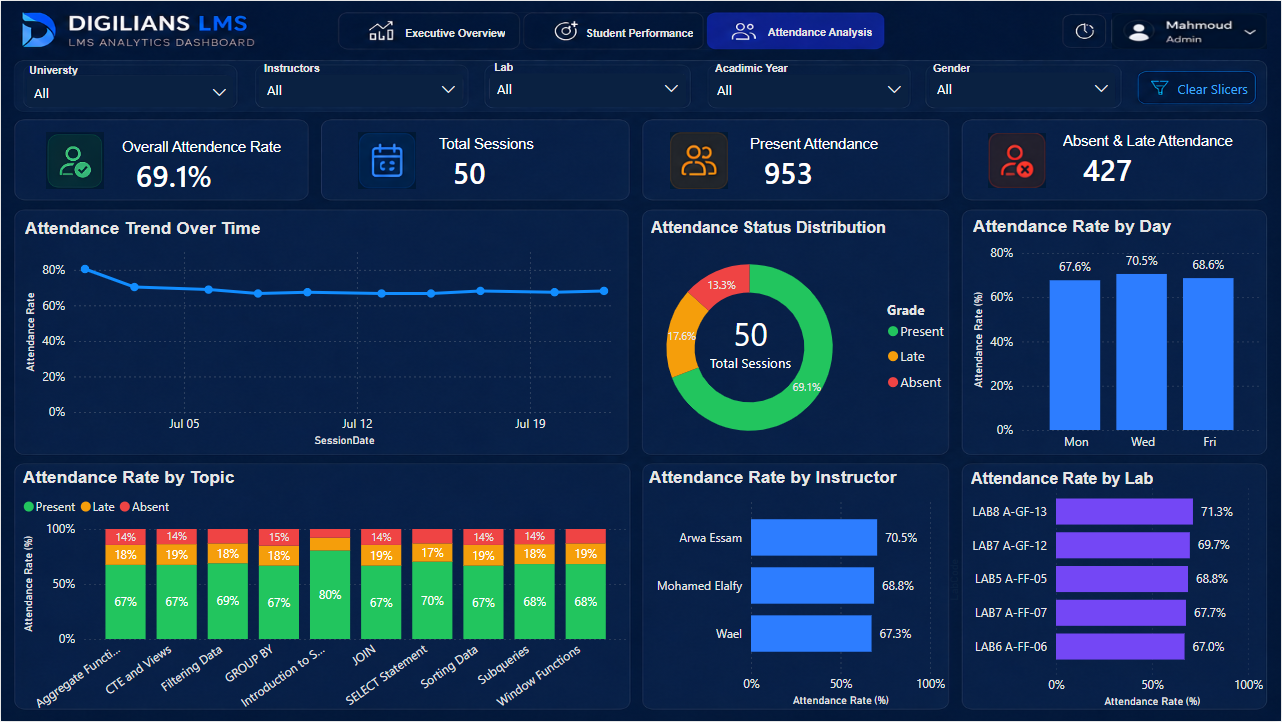 DIGILIANS LMS
LMS ANALYTICS DASHBOARD
Executive Overview
Student Performance
Attendance Analysis
Mahmoud
Admin
Universty
All
Instructors
All
Lab
All
Acadimic Year
All
Gender
All
Clear Slicers
Overall Attendence Rate
69.1%
Total Sessions
50
Present Attendance
953
Absent & Late Attendance
427
Attendance Trend Over Time
Attendance Rate
80%
60%
40%
20%
0%
Jul 05
Jul 12
Jul 19
SessionDate
Attendance Status Distribution
13.3%
17.6%
69.1%
50
Total Sessions
Grade
Present
Late
Absent
Attendance Rate by Day
Attendance Rate (%)
80%
60%
40%
20%
0%
67.6%
70.5%
68.6%
Mon
Wed
Fri
Attendance Rate by Topic
Present
Late
Absent
Attendance Rate (%)
100%
50%
0%
14% 14% 15% 14% 14% 14%
18% 19% 18% 18% 19% 17% 19% 18% 19%
67% 67% 69% 67% 80% 67% 70% 67% 68% 68%
Aggregate Functi...
CTE and Views
Filtering Data
GROUP BY
Introduction to S...
JOIN
SELECT Statement
Sorting Data
Subqueries
Window Functions
Attendance Rate by Instructor
Arwa Essam 70.5%
Mohamed Elalfy 68.8%
Wael 67.3%
0% 50% 100%
Attendance Rate (%)
Attendance Rate by Lab
LAB8 A-GF-13 71.3%
LAB7 A-GF-12 69.7%
LAB5 A-FF-05 68.8%
LAB7 A-FF-07 67.7%
LAB6 A-FF-06 67.0%
0% 50% 100%
Attendance Rate (%)